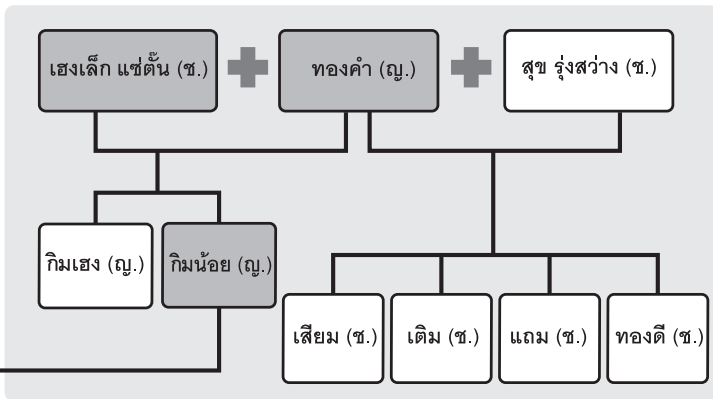 เฮงเล็ก แซ่ตั๊น (ช.)
ทองคำ (ญ.)
สุข รุ่งสว่าง (ช.)
กิมเฮง (ญ.)
กิมน้อย (ญ.)
เสียม (ช.)
เติม (ช.)
แถม (ช.)
ทองดี (ช.)